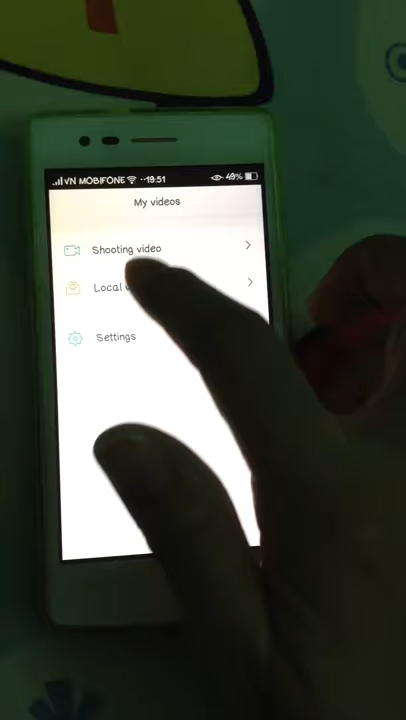 VN MOBIFONE 19:51 49%
My videos
Shooting video
Local
Settings